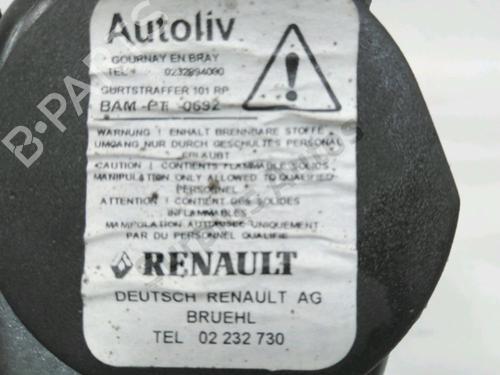 Autoliv
GOURNAY EN BRAY
TEL 0232894090
GURTSTRAFFER 101 RP
BAM-PT-0692
WARNUNG ! ENHALT BRENNBARE STOFFE
UMGANG NUR DURCH GESCHULTES PERSONAL
ERLAUBT
CAUTION ! CONTENTS FLAMMABLE SOLIDS,
MANIPULATION ONLY ALLOWED TO QUALIFIED
PERSONNEL
ATTENTION ! CONTIENT DES SOLIDES
INFLAMMABLES
MANIPULATION AUTORISEE UNIQUEMENT
PAR DU PERSONNEL QUALIFIE
RENAULT
DEUTSCH RENAULT AG
BRUEHL
TEL 02 232 730
B-PARTS